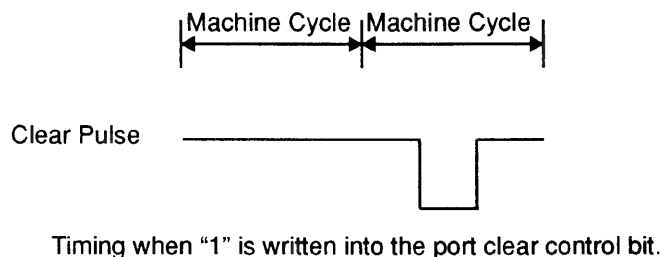 Machine Cycle Machine Cycle
Clear Pulse
Timing when “1” is written into the port clear control bit.